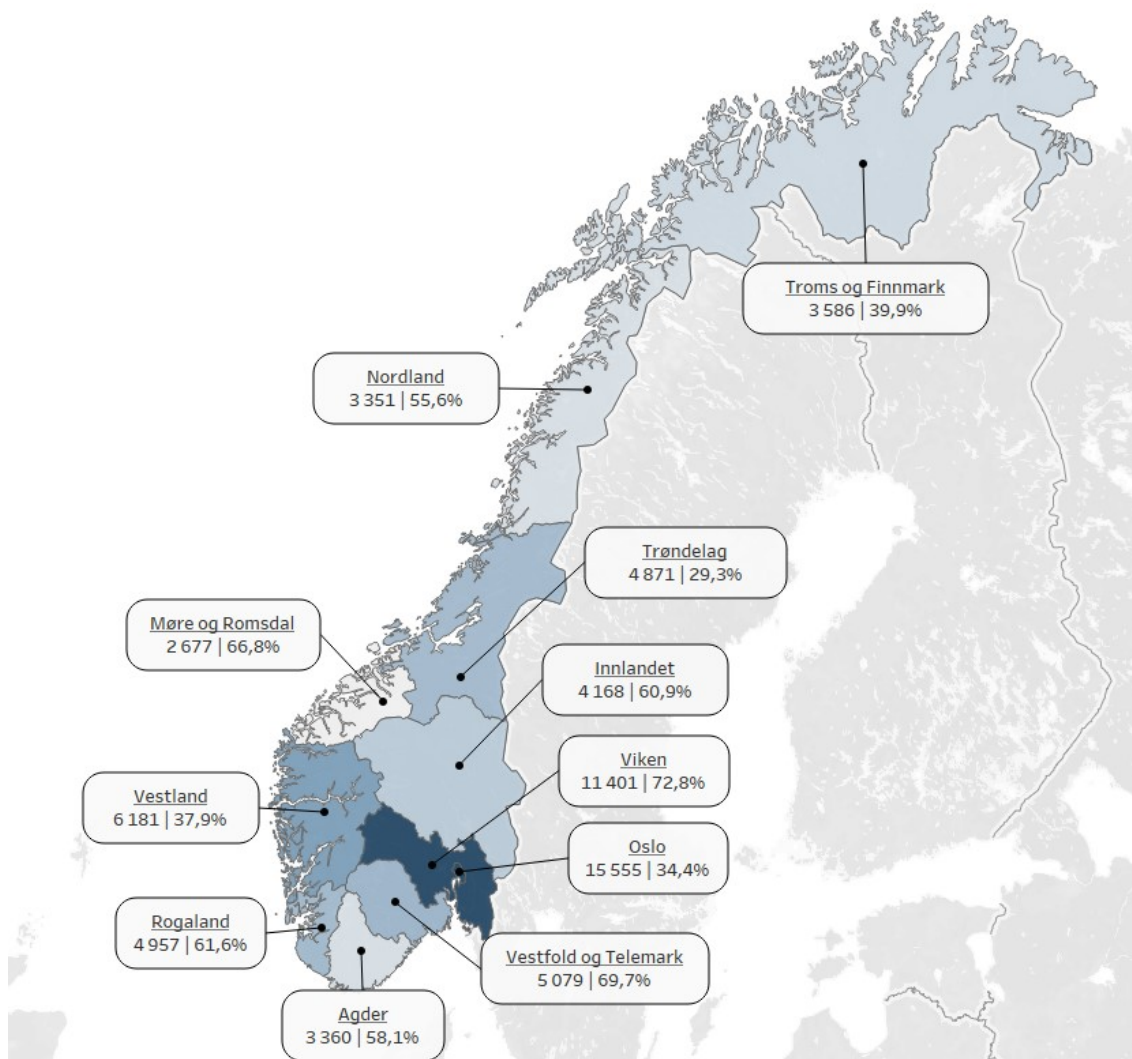 Troms og Finnmark
3 586 | 39,9%
Nordland
3 351 | 55,6%
Trøndelag
4 871 | 29,3%
Møre og Romsdal
2 677 | 66,8%
Innlandet
4 168 | 60,9%
Viken
11 401 | 72,8%
Vestland
6 181 | 37,9%
Oslo
15 555 | 34,4%
Rogaland
4 957 | 61,6%
Vestfold og Telemark
5 079 | 69,7%
Agder
3 360 | 58,1%